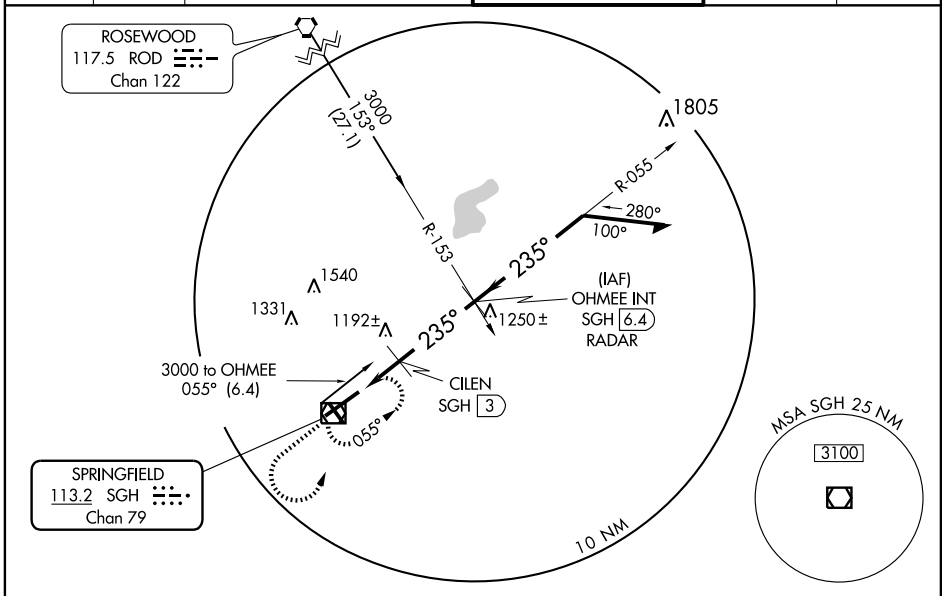 ROSEWOOD
117.5 ROD
Chan 122
3000
153°
(27.1)
1805
R-055
280°
100°
R-153
235°
(IAF)
OHMEE INT
SGH 6.4
RADAR
1540
1331
1192±
1250±
235°
3000 to OHMEE
055° (6.4)
CILEN
SGH 3
055°
SPRINGFIELD
113.2 SGH
Chan 79
10 NM
MSA SGH 25 NM
3100